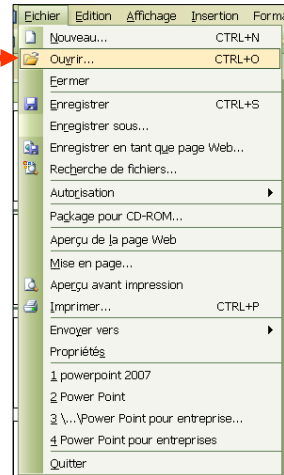 Fichier Edition Affichage Insertion Forma
Nouveau... CTRL+N
Ouvrir... CTRL+O
Fermer
Enregistrer CTRL+S
Enregistrer sous...
Enregistrer en tant que page Web...
Recherche de fichiers...
Autorisation
Package pour CD-ROM...
Aperçu de la page Web
Mise en page...
Aperçu avant impression
Imprimer... CTRL+P
Envoyer vers
Propriétés
1 powerpoint 2007
2 Power Point
3 \...\Power Point pour entreprise...
4 Power Point pour entreprises
Quitter